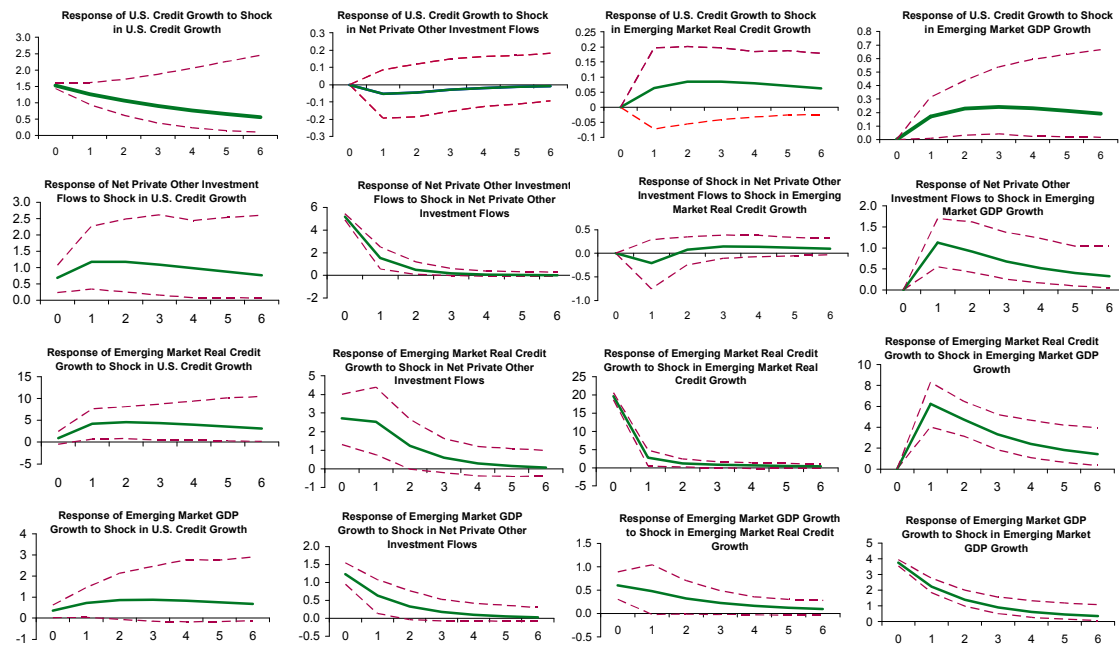 Response of U.S. Credit Growth to Shock
in U.S. Credit Growth
3.0
2.5
2.0
1.5
1.0
0.5
0.0
0 1 2 3 4 5 6
Response of U.S. Credit Growth to Shock
in Net Private Other Investment Flows
0.3
0.2
0.1
0.0
-0.1
-0.2
-0.3
0 1 2 3 4 5 6
Response of U.S. Credit Growth to Shock
in Emerging Market Real Credit Growth
0.25
0.2
0.15
0.1
0.05
0
-0.05
-0.1
0 1 2 3 4 5 6
Response of U.S. Credit Growth to Shock
in Emerging Market GDP Growth
0.8
0.7
0.6
0.5
0.4
0.3
0.2
0.1
0.0
0 1 2 3 4 5 6
Response of Net Private Other Investment
Flows to Shock in U.S. Credit Growth
3.0
2.5
2.0
1.5
1.0
0.5
0.0
0 1 2 3 4 5 6
Response of Net Private Other Investment
Flows to Shock in Net Private Other
Investment Flows
6
4
2
0
-2
0 1 2 3 4 5 6
Response of Shock in Net Private Other
Investment Flows to Shock in Emerging
Market Real Credit Growth
0.5
0.0
-0.5
-1.0
0 1 2 3 4 5 6
Response of Net Private Other
Investment Flows to Shock in Emerging
Market GDP Growth
2.0
1.5
1.0
0.5
0.0
0 1 2 3 4 5 6
Response of Emerging Market Real Credit
Growth to Shock in U.S. Credit Growth
15
10
5
0
-5
0 1 2 3 4 5 6
Response of Emerging Market Real Credit
Growth to Shock in Net Private Other
Investment Flows
5
4
3
2
1
0
-1
0 1 2 3 4 5 6
Response of Emerging Market Real Credit
Growth to Shock in Emerging Market Real
Credit Growth
25
20
15
10
5
0
-5
0 1 2 3 4 5 6
Response of Emerging Market Real Credit
Growth to Shock in Emerging Market GDP
Growth
10
8
6
4
2
0
0 1 2 3 4 5 6
Response of Emerging Market GDP
Growth to Shock in U.S. Credit Growth
4
3
2
1
0
-1
0 1 2 3 4 5 6
Response of Emerging Market GDP
Growth to Shock in Net Private Other
Investment Flows
2.0
1.5
1.0
0.5
0.0
-0.5
0 1 2 3 4 5 6
Response of Emerging Market GDP Growth
to Shock in Emerging Market Real Credit
Growth
1.5
1.0
0.5
0.0
-0.5
0 1 2 3 4 5 6
Response of Emerging Market GDP
Growth to Shock in Emerging Market
GDP Growth
5
4
3
2
1
0
0 1 2 3 4 5 6